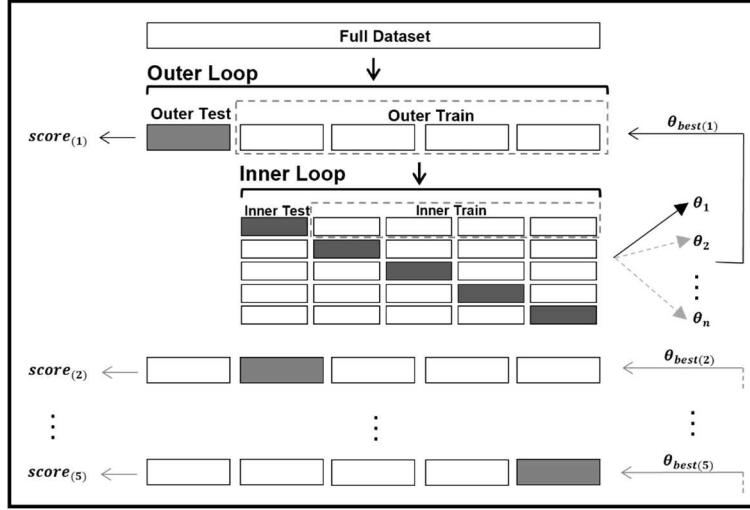 Full Dataset
Outer Loop
Outer Test
Outer Train
score(1)
θbest(1)
Inner Loop
Inner Test
Inner Train
θ1
θ2
⋮
θn
score(2)
θbest(2)
⋮ ⋮ ⋮
score(5)
θbest(5)